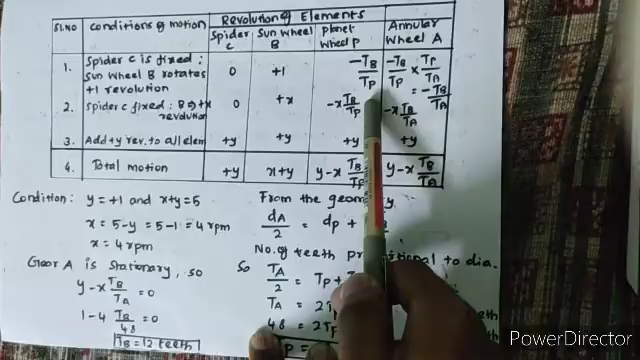 Revolution of Elements
Sl.No Conditions of motion Spider C Sun wheel B Planet wheel P Annular Wheel A
1. Spider C is fixed; Sun wheel B rotates +1 revolution 0 +1 -TB/TP -TB/TP × TP/TA = -TB/TA
2. Spider C fixed: B → +x revolution 0 +x -x TB/TP -x TB/TA
3. Add +y rev. to all elem +y +y +y +y
4. Total motion +y x+y y-x TB/TP y-x TB/TA
Condition: y = +1 and x+y = 5
x = 5-y = 5-1 = 4 rpm
x = 4 rpm
Gear A is Stationary, so
y-x TB/TA = 0
1-4 TB/48 = 0
TB = 12 teeth
From the geometry
dA/2 = dp +
No. of teeth proportional to dia.
So TA/2 = TP +
TA = 2TP
48 = 2TP
P =
PowerDirector